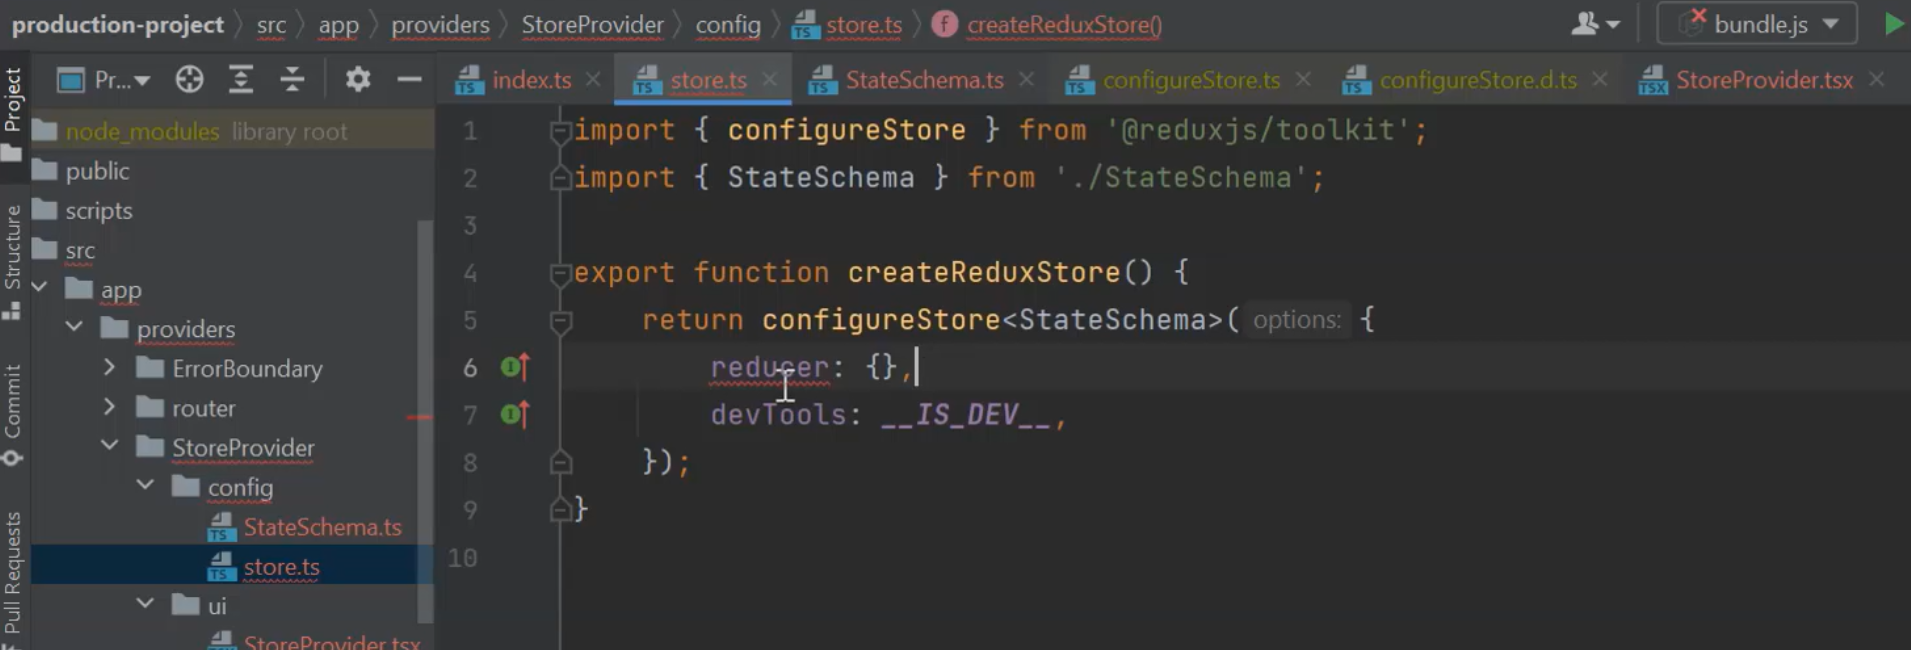 production-project src app providers StoreProvider config store.ts createReduxStore() bundle.js
Project
Structure
Commit
Pull Requests
Pr...
node_modules library root
public
scripts
src
app
providers
ErrorBoundary
router
StoreProvider
config
StateSchema.ts
store.ts
ui
StoreProvider.tsx
index.ts store.ts StateSchema.ts configureStore.ts configureStore.d.ts StoreProvider.tsx
1 import { configureStore } from '@reduxjs/toolkit';
2 import { StateSchema } from './StateSchema';
3
4 export function createReduxStore() {
5 return configureStore<StateSchema>( options: {
6 reducer: {},
7 devTools: __IS_DEV__,
8 });
9 }
10